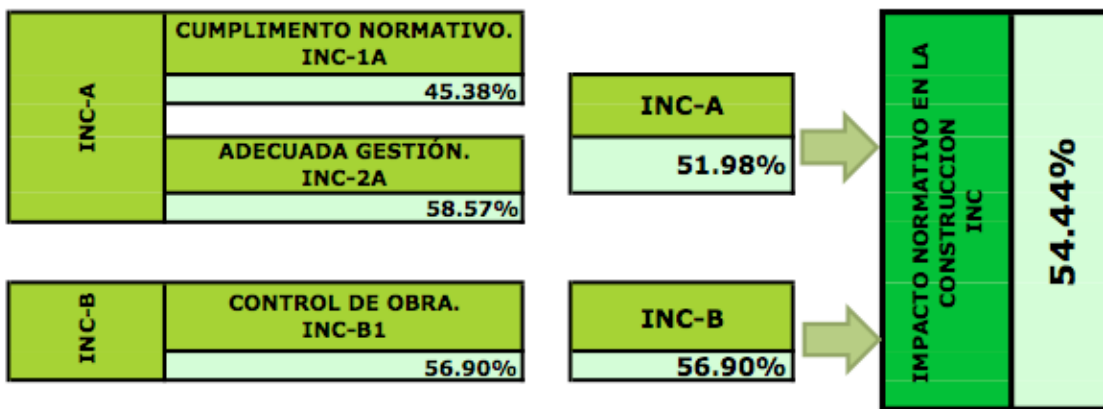 INC-A
CUMPLIMENTO NORMATIVO.
INC-1A
45.38%
ADECUADA GESTIÓN.
INC-2A
58.57%
INC-A
51.98%
INC-B
CONTROL DE OBRA.
INC-B1
56.90%
INC-B
56.90%
IMPACTO NORMATIVO EN LA
CONSTRUCCION
INC
54.44%